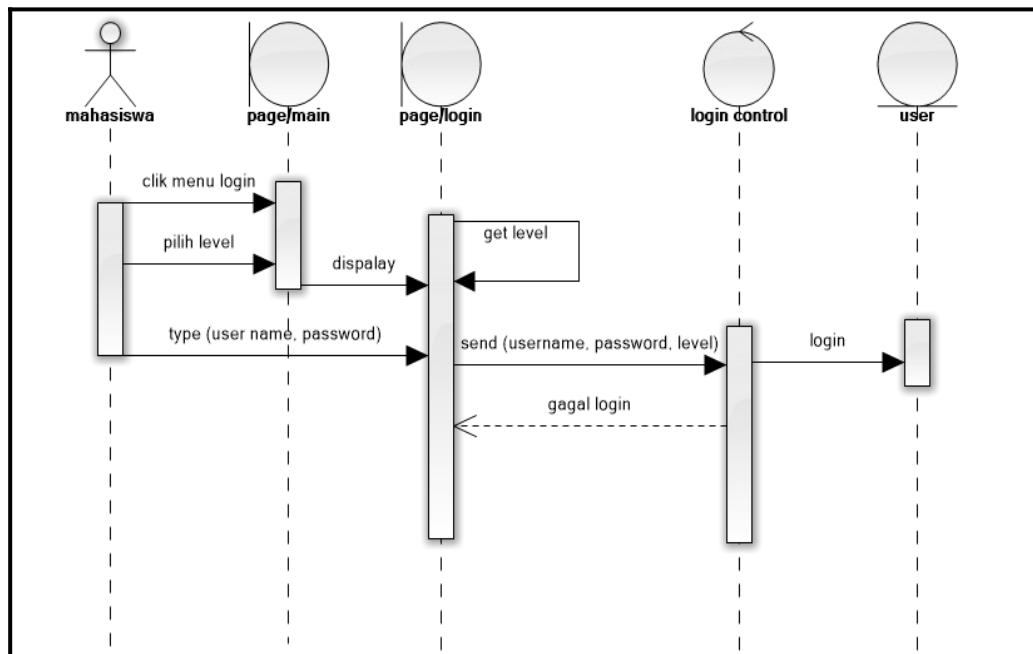 mahasiswa
page/main
page/login
login control
user
clik menu login
get level
pilih level
dispalay
type (user name, password)
send (username, password, level)
login
gagal login